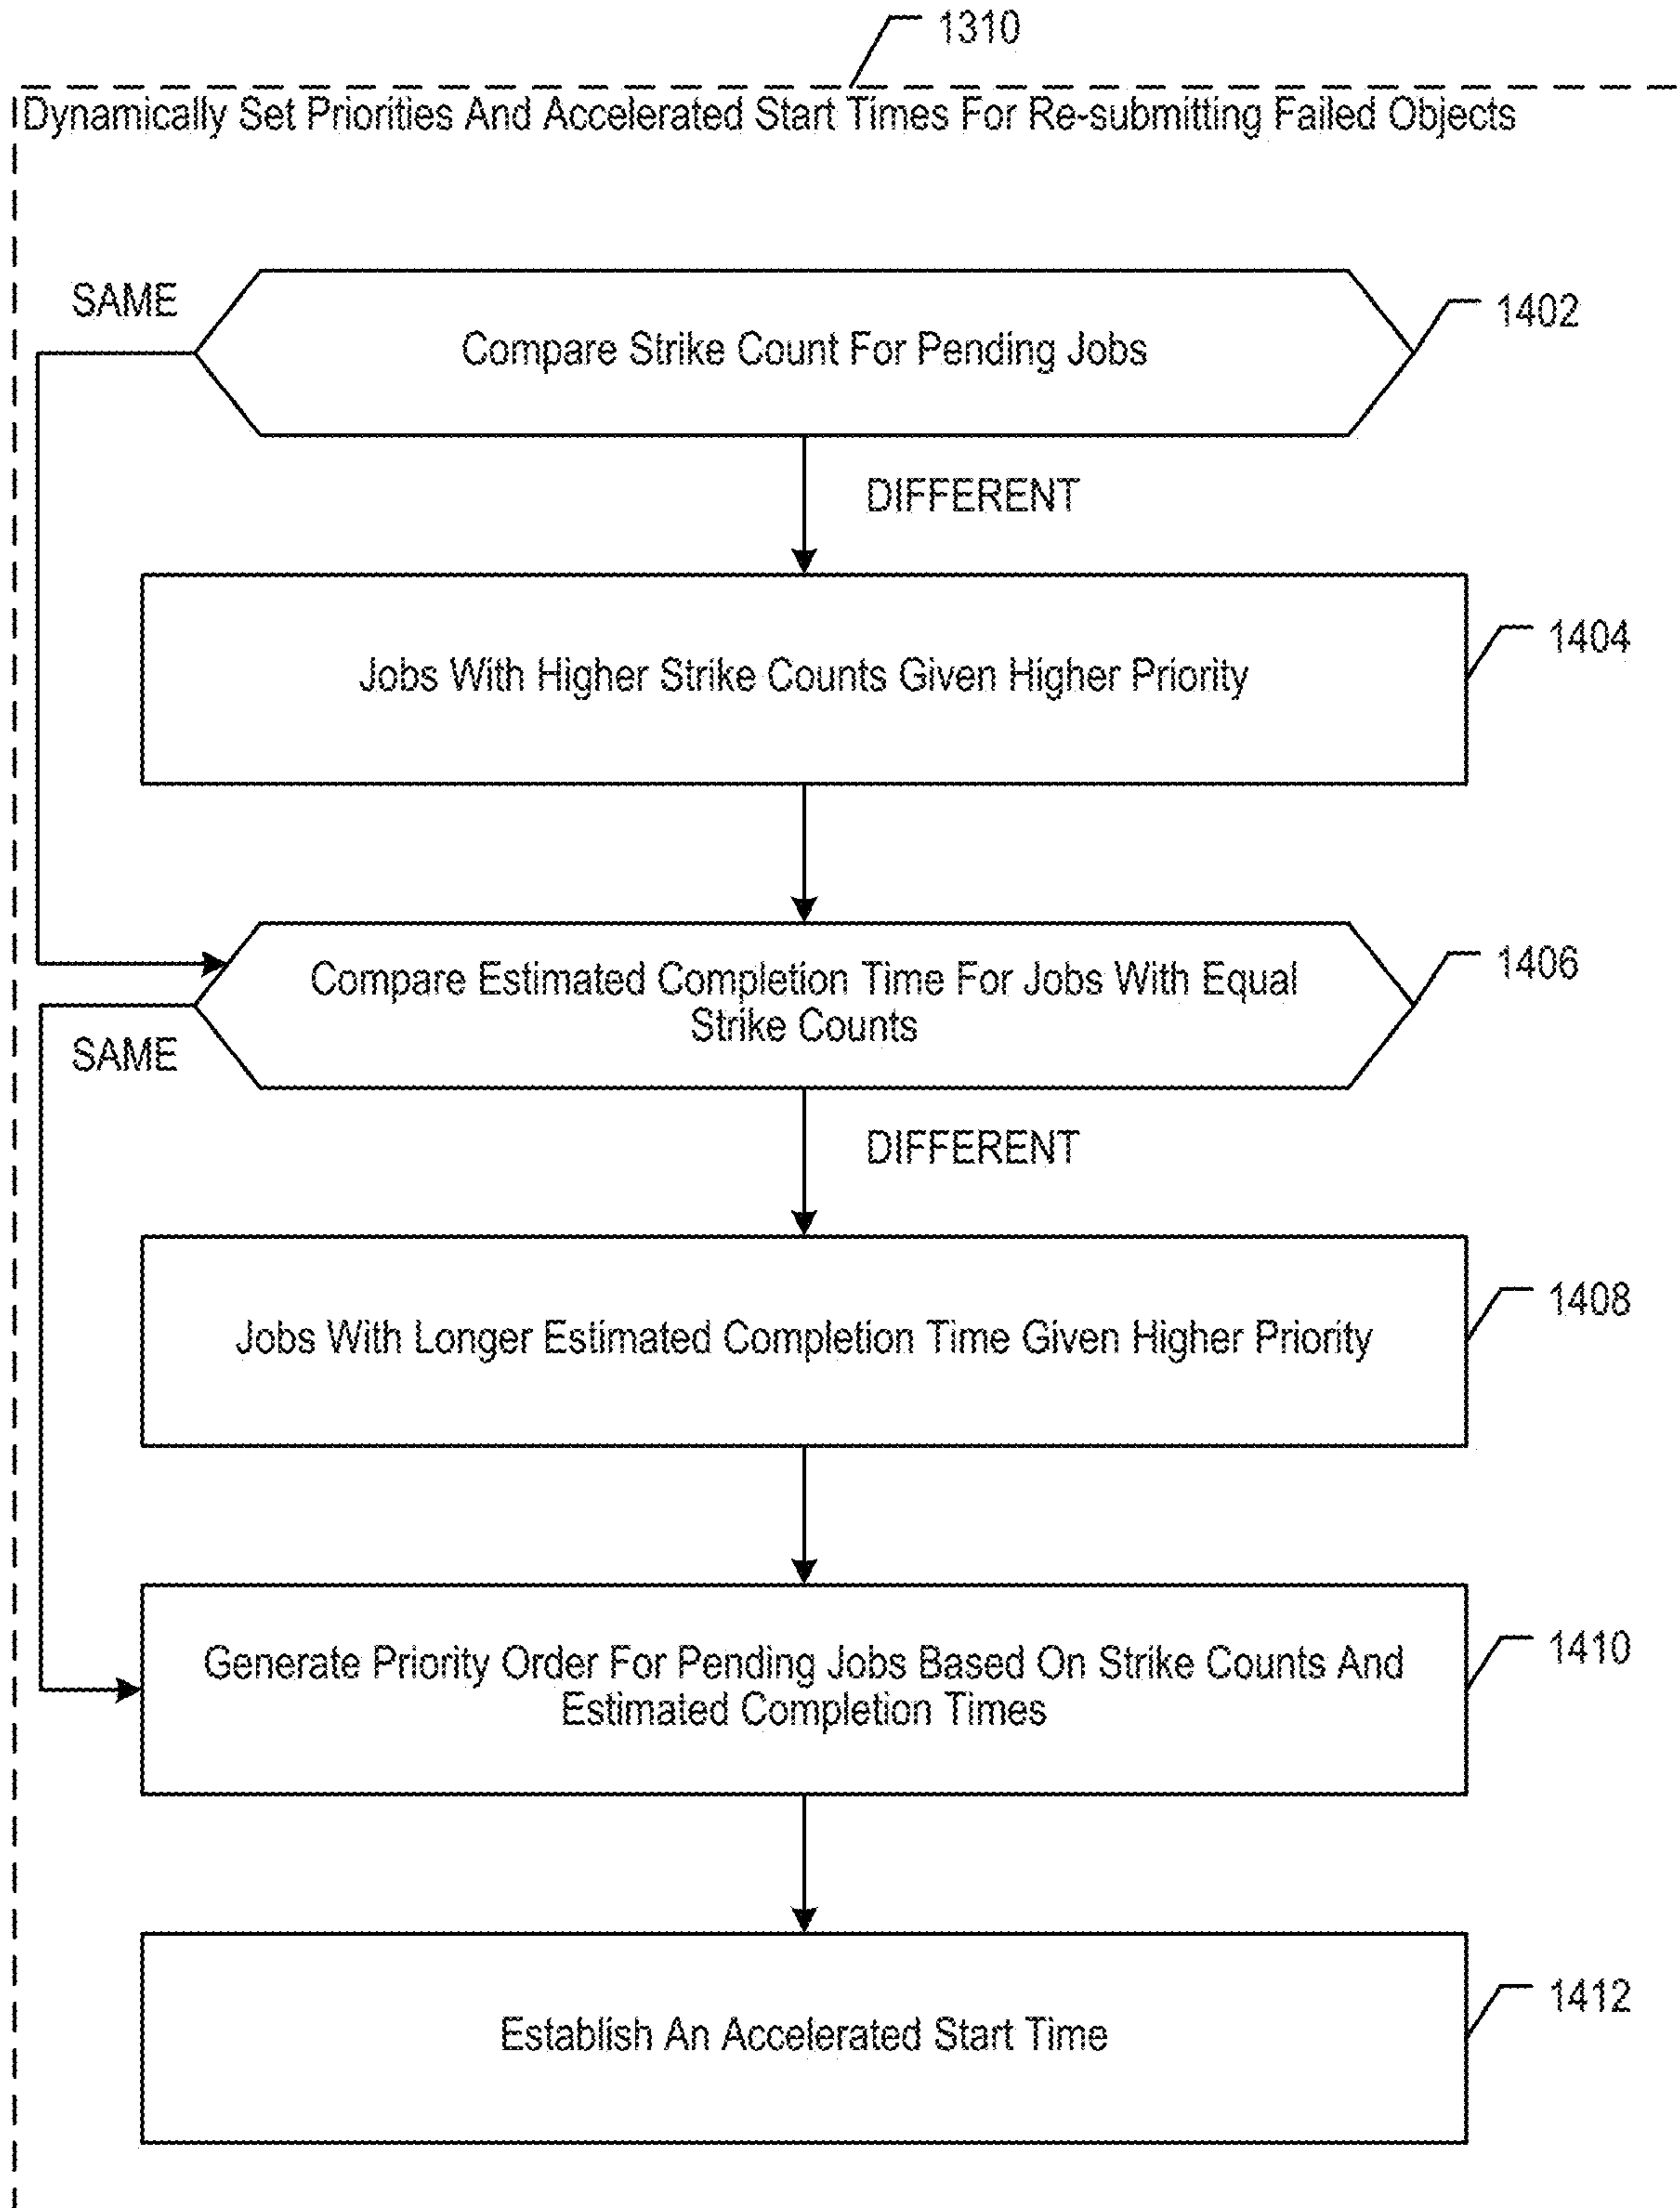 1310
Dynamically Set Priorities And Accelerated Start Times For Re-submitting Failed Objects
SAME
Compare Strike Count For Pending Jobs
1402
DIFFERENT
Jobs With Higher Strike Counts Given Higher Priority
1404
Compare Estimated Completion Time For Jobs With Equal
Strike Counts
1406
SAME
DIFFERENT
Jobs With Longer Estimated Completion Time Given Higher Priority
1408
Generate Priority Order For Pending Jobs Based On Strike Counts And
Estimated Completion Times
1410
Establish An Accelerated Start Time
1412